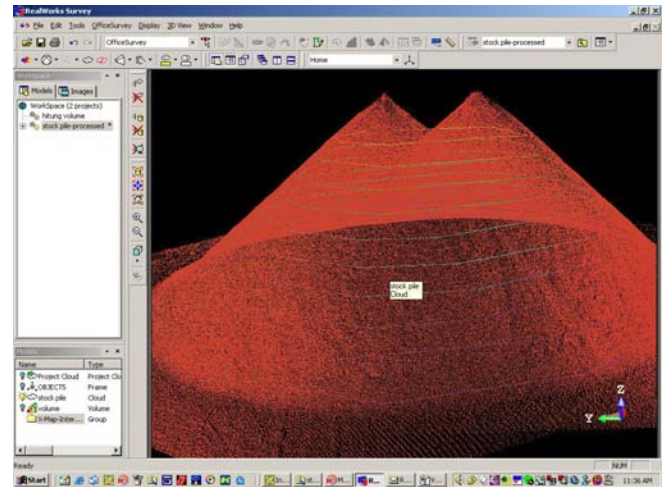 RealWorks Survey
File Edit Tools OfficeSurvey Display 3D View Window Help
OfficeSurvey
stock pile-processed
Home
Workspace
Models Images
WorkSpace (2 projects)
hitung volume
stock pile-processed *
stock pile
Cloud
Models
Name Type
Project Cloud Project Clo
OBJECTS Frame
stock pile Cloud
volume Volume
X-Map-Inter... Group
Z
Y
Ready
NUM
Start
11:36 AM